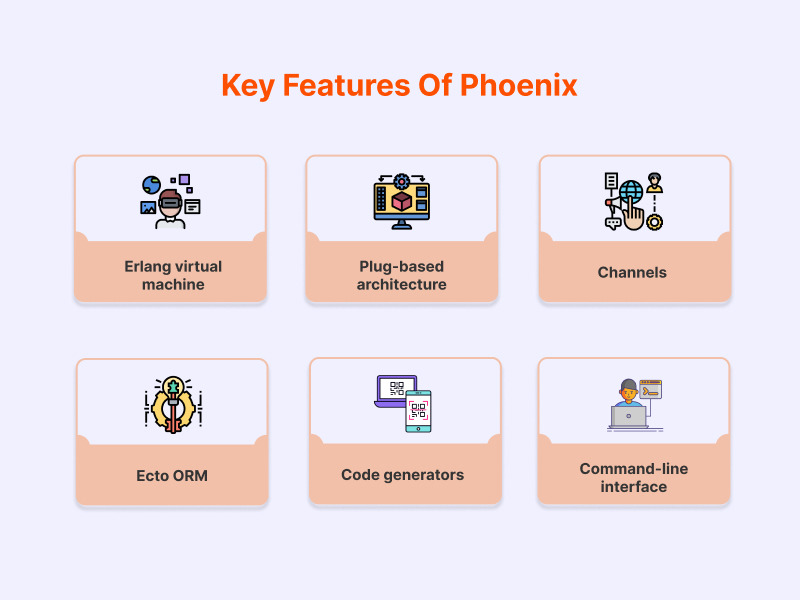 Key Features Of Phoenix
Erlang virtual
machine
Plug-based
architecture
Channels
Ecto ORM
Code generators
Command-line
interface